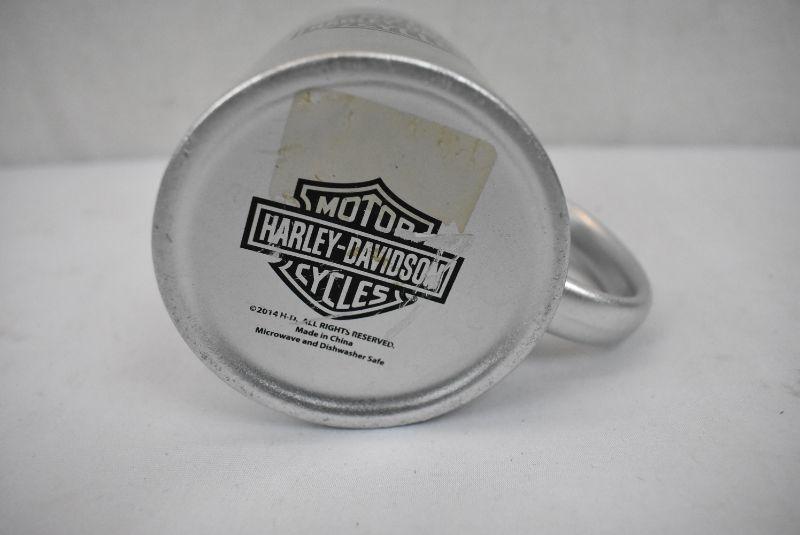 MOTOR
HARLEY-DAVIDSON
CYCLES
©2014 H-D. ALL RIGHTS RESERVED.
Made in China
Microwave and Dishwasher Safe